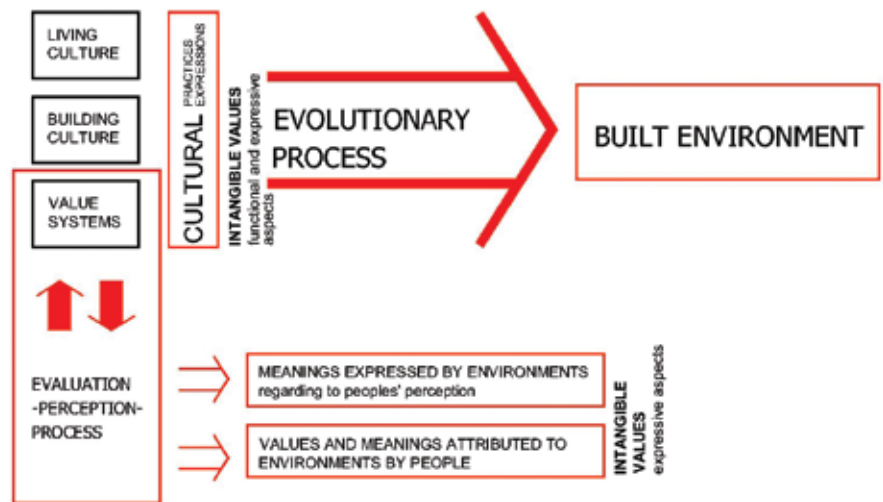 LIVING
CULTURE
BUILDING
CULTURE
VALUE
SYSTEMS
CULTURAL
PRACTICES
EXPRESSIONS
INTANGIBLE VALUES
functional and expressive
aspects
EVOLUTIONARY
PROCESS
BUILT ENVIRONMENT
EVALUATION
-PERCEPTION-
PROCESS
MEANINGS EXPRESSED BY ENVIRONMENTS
regarding to peoples' perception
VALUES AND MEANINGS ATTRIBUTED TO
ENVIRONMENTS BY PEOPLE
INTANGIBLE
VALUES
expressive aspects